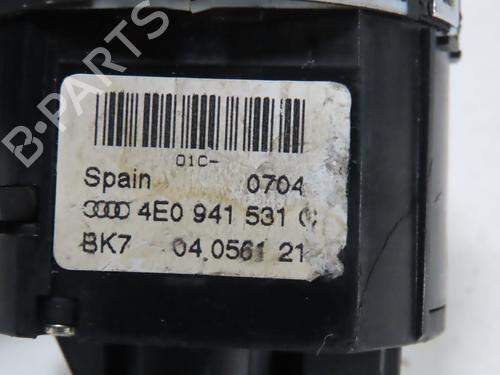 B-PARTS
01C-
Spain 0704
4E0 941 531 C
BK7 04.0561 21